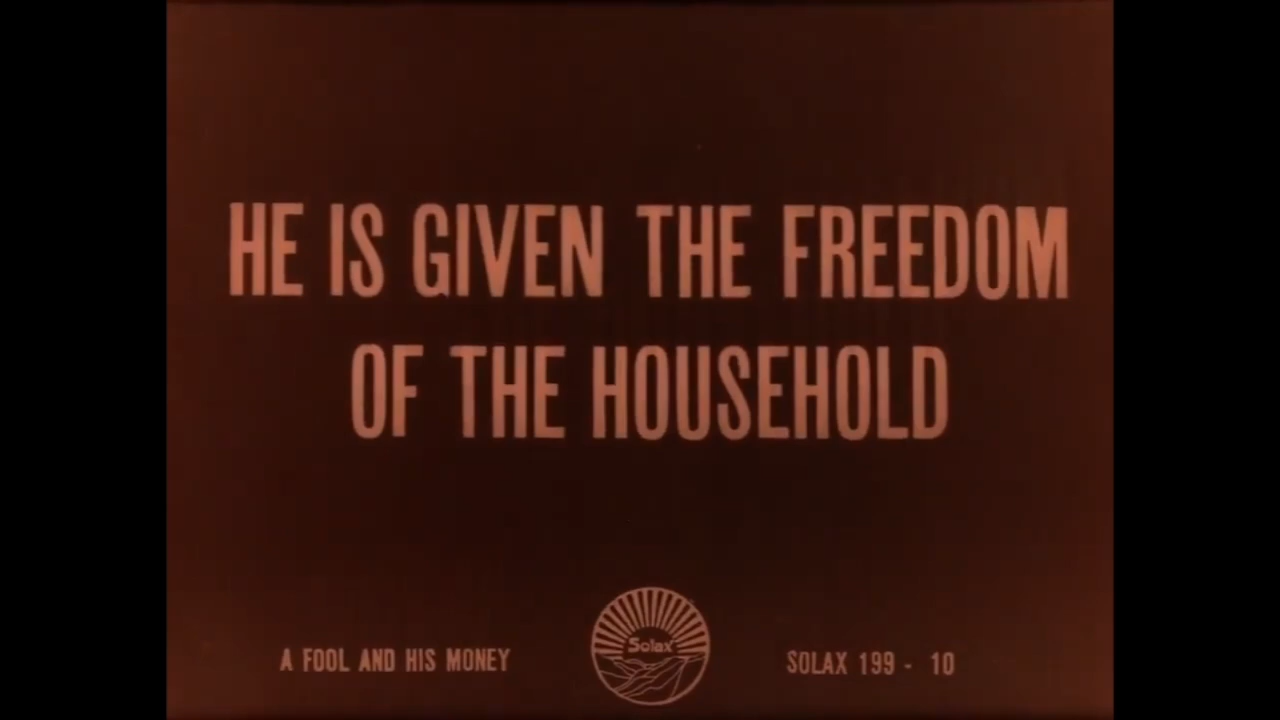 HE IS GIVEN THE FREEDOM
OF THE HOUSEHOLD
Solax
A FOOL AND HIS MONEY
SOLAX 199 - 10